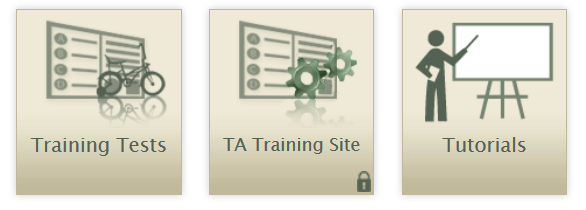 A
B
C
D
Training Tests
A
B
C
D
TA Training Site
Tutorials